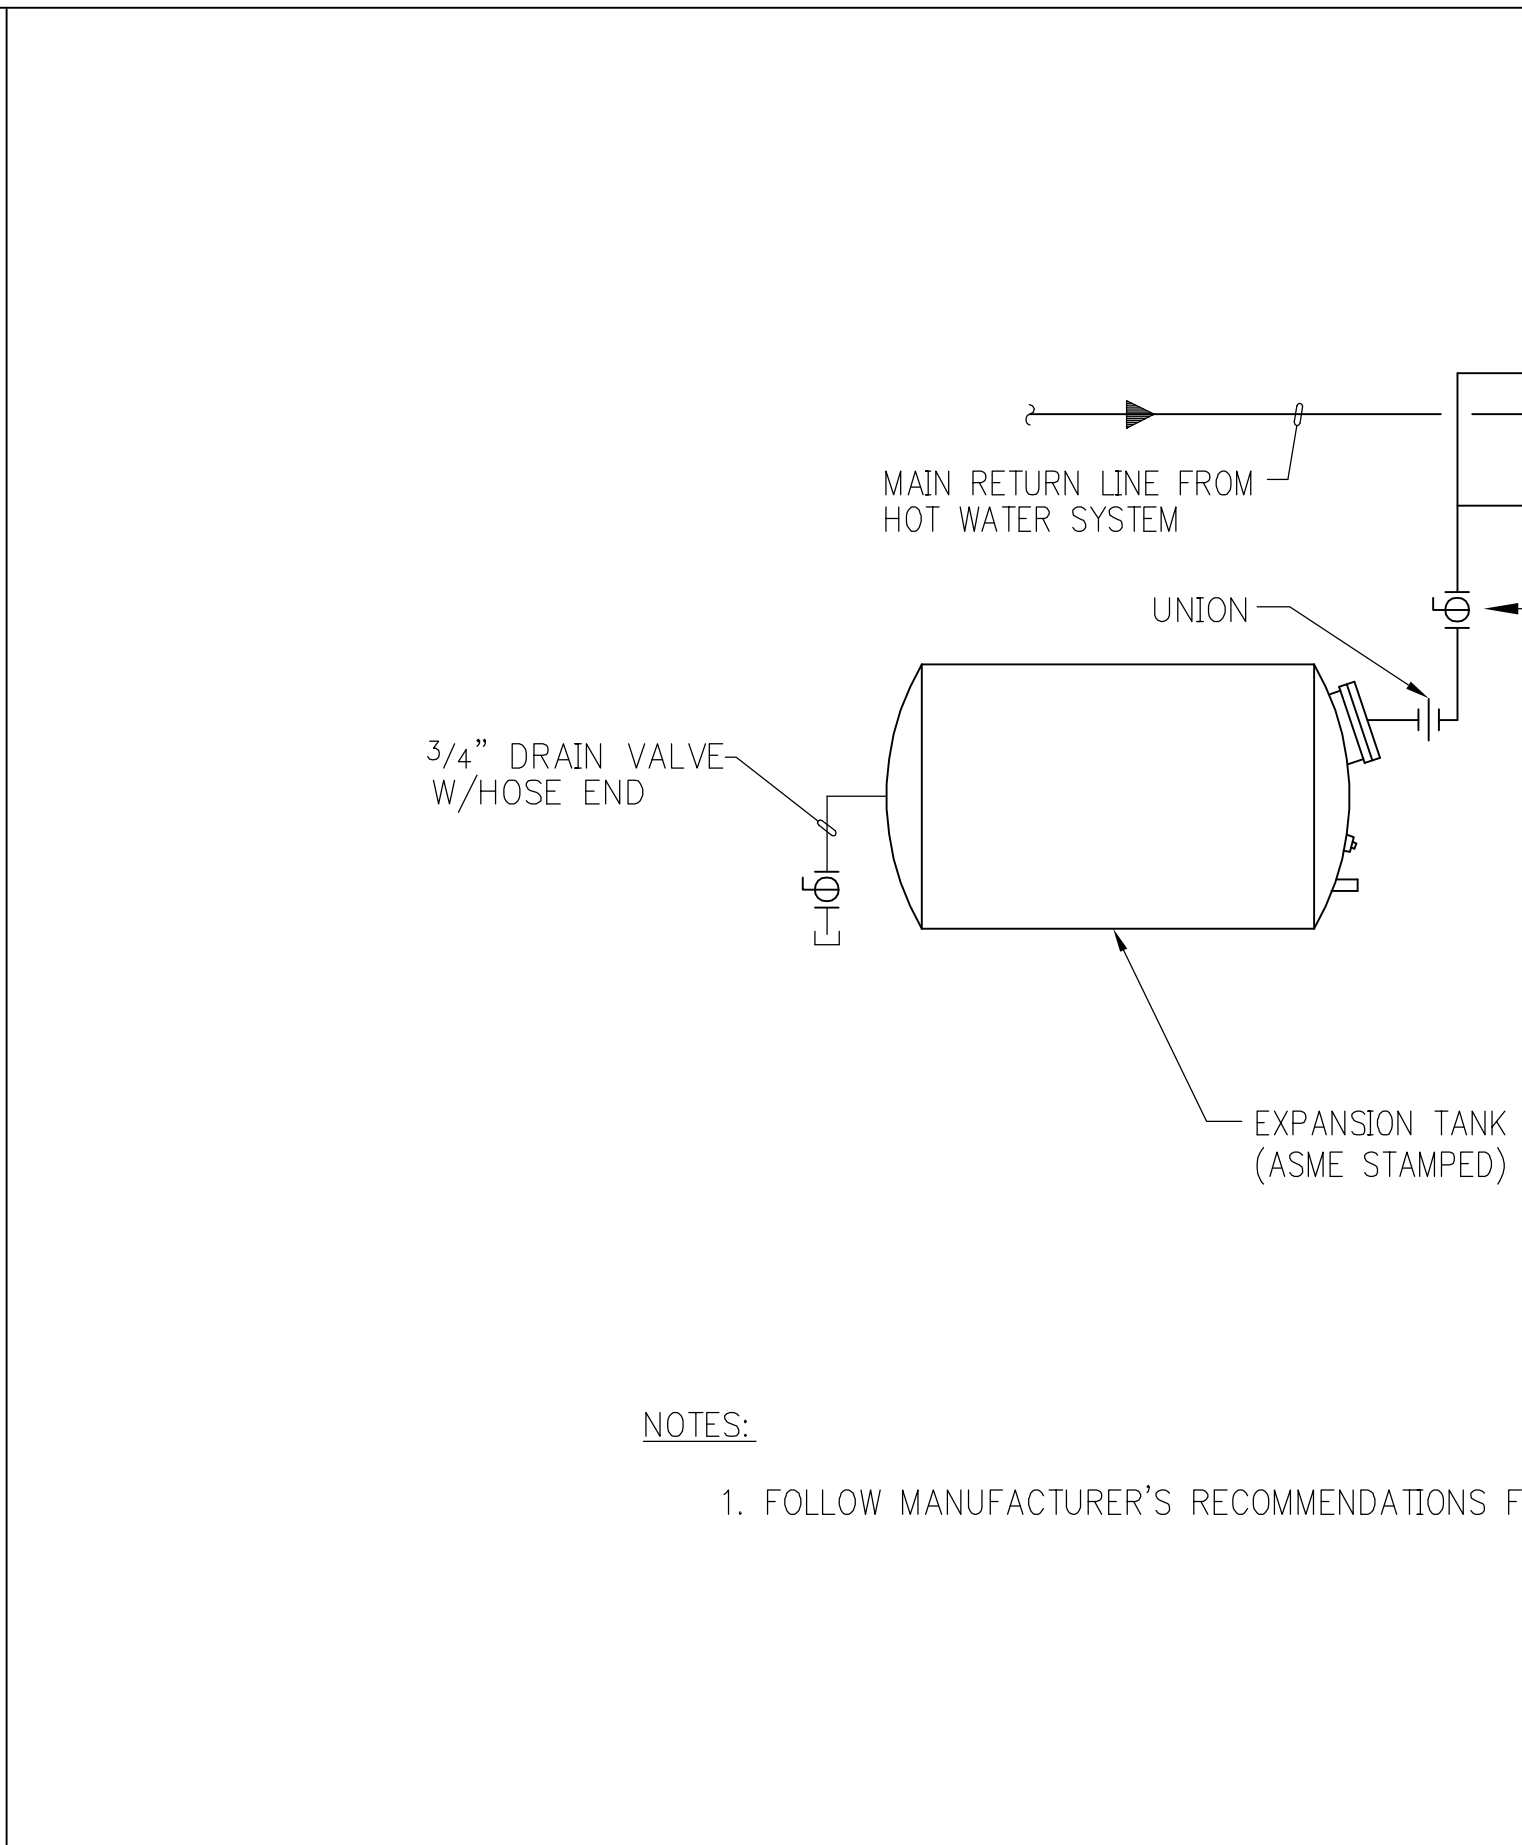 MAIN RETURN LINE FROM
HOT WATER SYSTEM
UNION
3/4” DRAIN VALVE
W/HOSE END
EXPANSION TANK
(ASME STAMPED)
NOTES:
1. FOLLOW MANUFACTURER’S RECOMMENDATIONS F